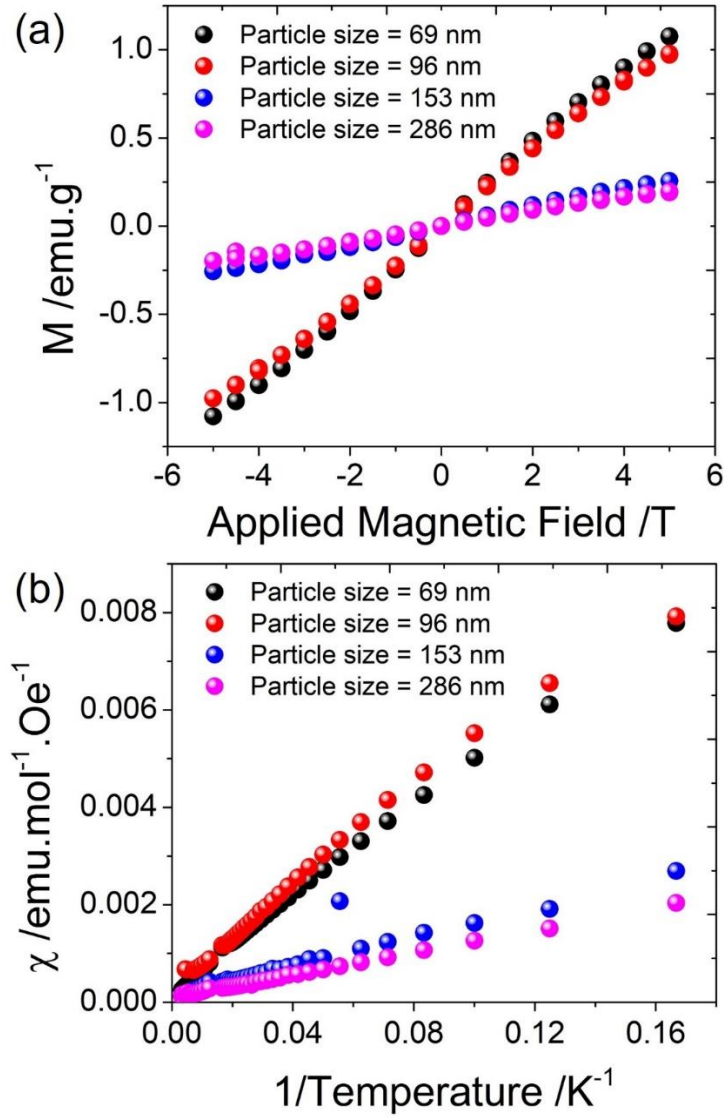 (a)
Particle size = 69 nm
Particle size = 96 nm
Particle size = 153 nm
Particle size = 286 nm
1.0
0.5
0.0
-0.5
-1.0
M /emu.g⁻¹
-6 -4 -2 0 2 4 6
Applied Magnetic Field /T
(b)
Particle size = 69 nm
Particle size = 96 nm
Particle size = 153 nm
Particle size = 286 nm
0.008
0.006
0.004
0.002
0.000
χ /emu.mol⁻¹.Oe⁻¹
0.00 0.04 0.08 0.12 0.16
1/Temperature /K⁻¹